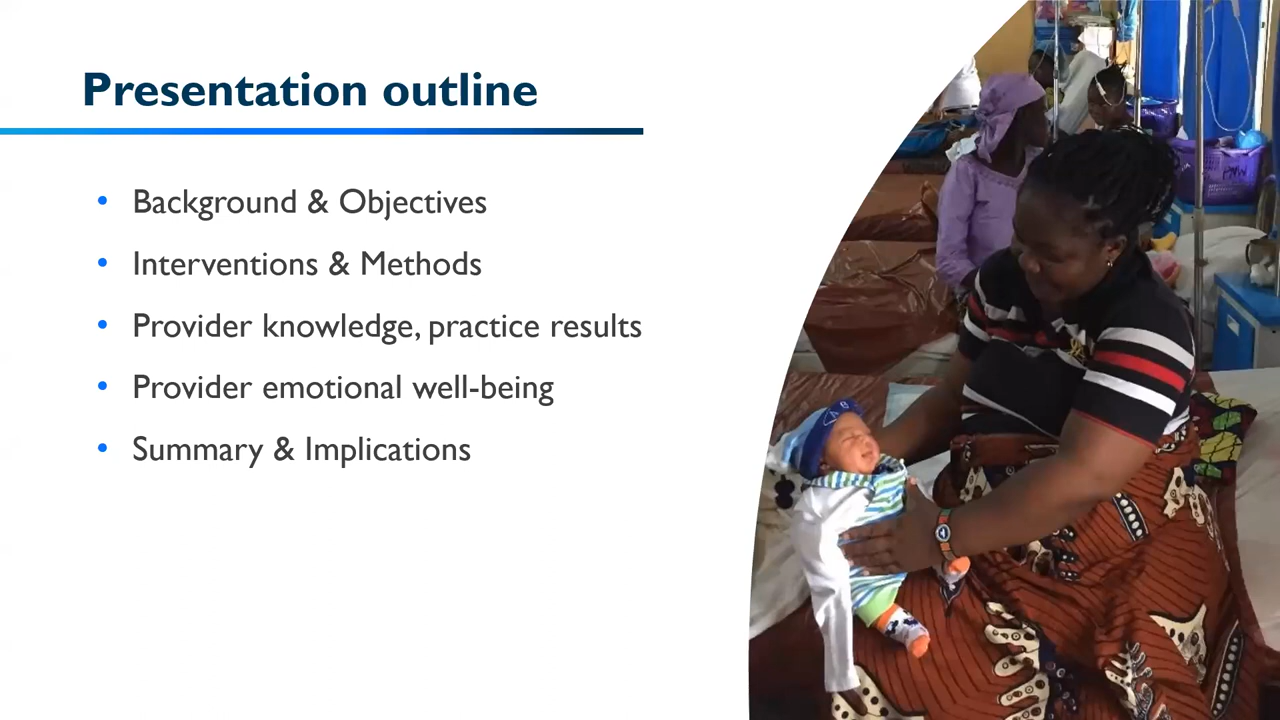 Presentation outline
• Background & Objectives
• Interventions & Methods
• Provider knowledge, practice results
• Provider emotional well-being
• Summary & Implications